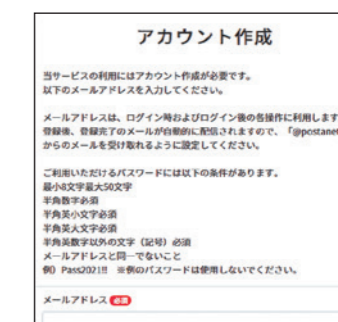 アカウント作成
当サービスの利用にはアカウント作成が必要です。
以下のメールアドレスを入力してください。
メールアドレスは、ログイン時およびログイン後の各操作に利用します
登録後、登録完了のメールが自動的に配信されますので、「@postanet
からのメールを受け取れるように設定してください。
ご利用いただけるパスワードには以下の条件があります。
最小8文字最大50文字
半角数字必須
半角英小文字必須
半角英大文字必須
半角英数字以外の文字（記号）必須
メールアドレスと同一でないこと
例）Pass2021!! ※例のパスワードは使用しないでください。
メールアドレス 必須